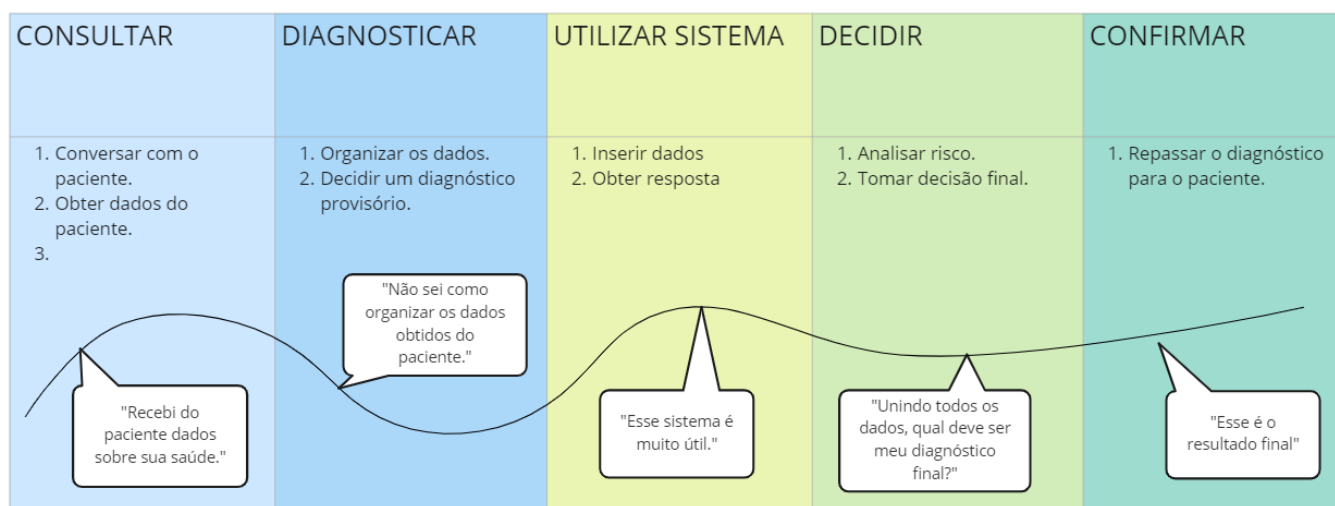 CONSULTAR
DIAGNOSTICAR
UTILIZAR SISTEMA
DECIDIR
CONFIRMAR
1. Conversar com o
paciente.
2. Obter dados do
paciente.
3.
1. Organizar os dados.
2. Decidir um diagnóstico
provisório.
1. Inserir dados
2. Obter resposta
1. Analisar risco.
2. Tomar decisão final.
1. Repassar o diagnóstico
para o paciente.
"Recebi do
paciente dados
sobre sua saúde."
"Não sei como
organizar os dados
obtidos do
paciente."
"Esse sistema é
muito útil."
"Unindo todos os
dados, qual deve ser
meu diagnóstico
final?"
"Esse é o
resultado final"